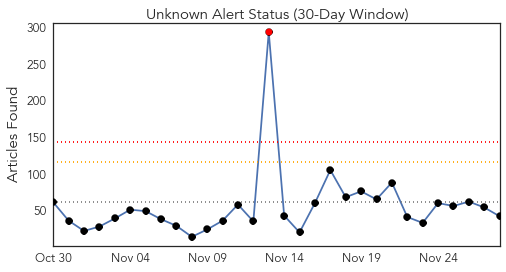 Unknown Alert Status (30-Day Window)
Articles Found
300
250
200
150
100
50
Oct 30
Nov 04
Nov 09
Nov 14
Nov 19
Nov 24